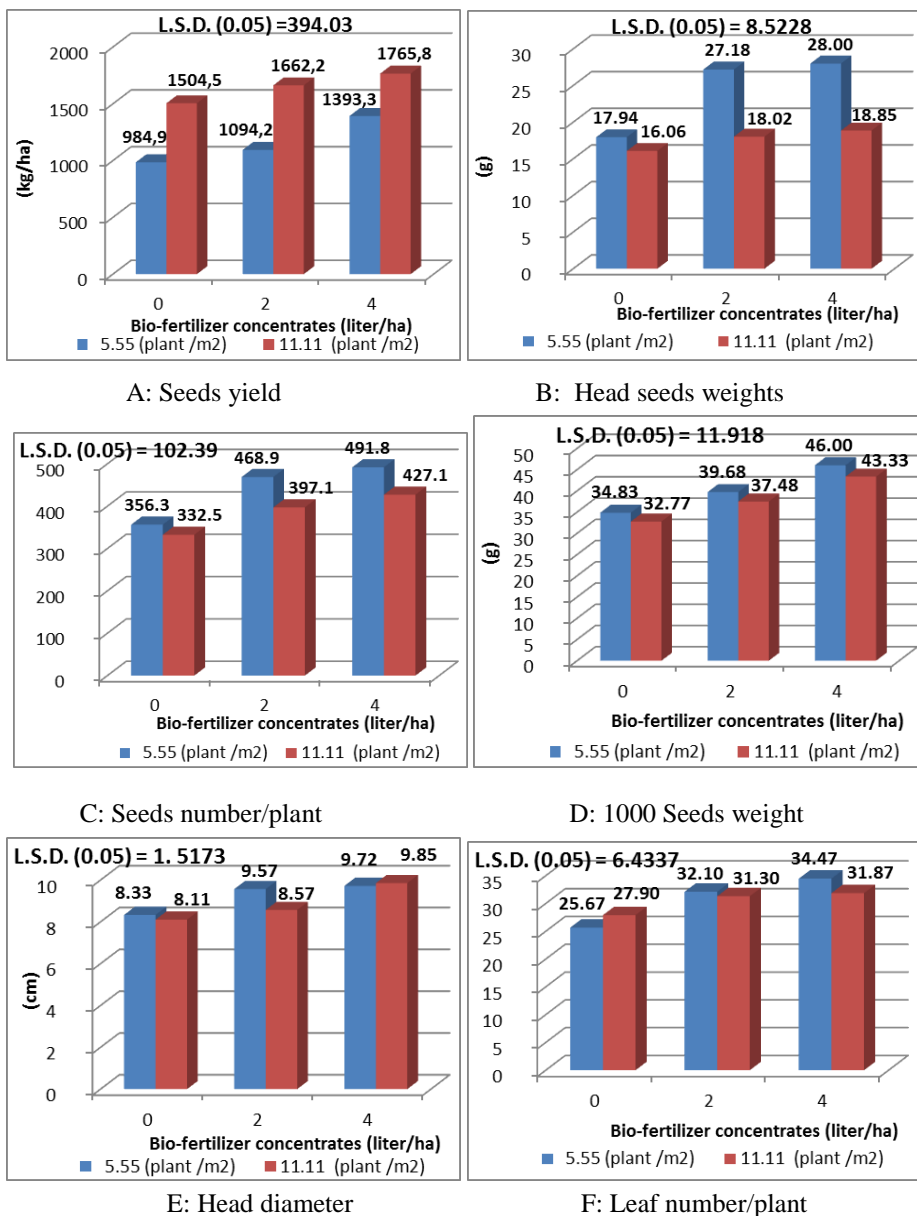 L.S.D. (0.05) =394.03
2000
1500
1000
500
0
(kg/ha)
984,9
1504,5
1094,2
1662,2
1393,3
1765,8
0 2 4
Bio-fertilizer concentrates (liter/ha)
5.55 (plant /m2) 11.11 (plant /m2)
A: Seeds yield
L.S.D. (0.05) = 8.5228
30
25
20
15
10
5
0
(g)
17.94
16.06
27.18
18.02
28.00
18.85
0 2 4
Bio-fertilizer concentrates (liter/ha)
5.55 (plant /m2) 11.11 (plant /m2)
B: Head seeds weights
L.S.D. (0.05) = 102.39
500
400
300
200
100
0
356.3
332.5
468.9
397.1
491.8
427.1
0 2 4
Bio-fertilizer concentrates (liter/ha)
5.55 (plant /m2) 11.11 (plant /m2)
C: Seeds number/plant
L.S.D. (0.05) = 11.918
50
45
40
35
30
25
20
15
10
5
0
(g)
34.83
32.77
39.68
37.48
46.00
43.33
0 2 4
Bio-fertilizer concentrates (liter/ha)
5.55 (plant /m2) 11.11 (plant /m2)
D: 1000 Seeds weight
L.S.D. (0.05) = 1. 5173
10
8
6
4
2
0
(cm)
8.33
8.11
9.57
8.57
9.72
9.85
0 2 4
Bio-fertilizer concentrates (liter/ha)
5.55 (plant /m2) 11.11 (plant /m2)
E: Head diameter
L.S.D. (0.05) = 6.4337
35
30
25
20
15
10
5
0
25.67
27.90
32.10
31.30
34.47
31.87
0 2 4
Bio-fertilizer concentrates (liter/ha)
5.55 (plant /m2) 11.11 (plant /m2)
F: Leaf number/plant